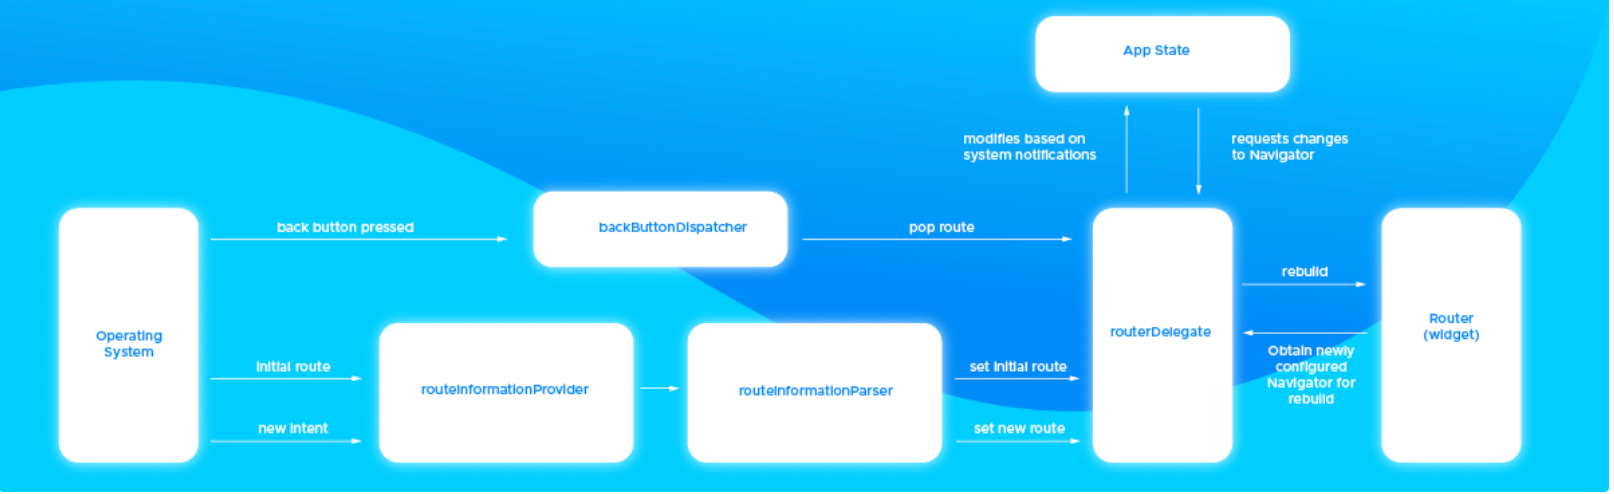 App State
modifies based on
system notifications
requests changes
to Navigator
back button pressed
backButtonDispatcher
pop route
rebuild
Operating
System
initial route
new intent
routeInformationProvider
routeInformationParser
set initial route
set new route
routerDelegate
Obtain newly
configured
Navigator for
rebuild
Router
(widget)